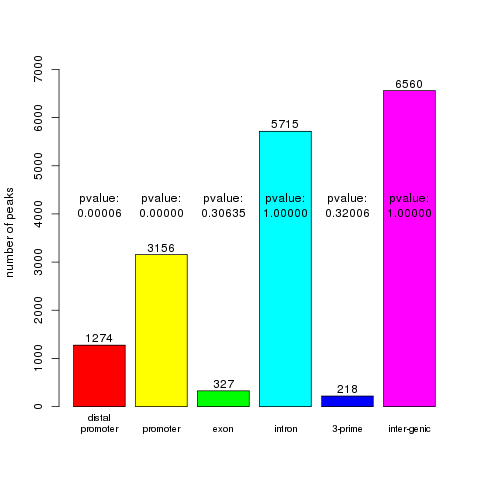 number of peaks
7000
6000
5000
4000
3000
2000
1000
0
6560
5715
pvalue: pvalue: pvalue: pvalue: pvalue: pvalue:
0.00006 0.00000 0.30635 1.00000 0.32006 1.00000
3156
1274
327
218
distal
promoter promoter exon intron 3-prime inter-genic